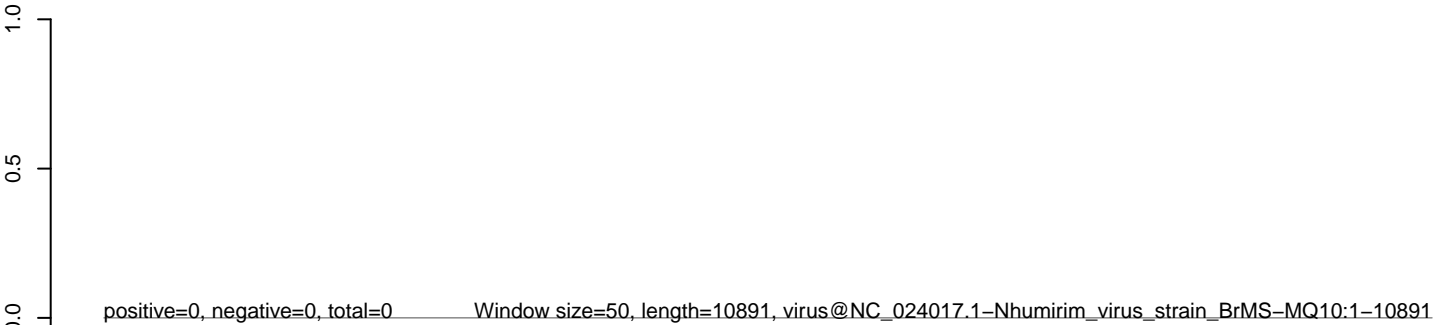 1.0
0.5
0.0
positive=0, negative=0, total=0 Window size=50, length=10891, virus@NC_024017.1−Nhumirim_virus_strain_BrMS−MQ10:1−10891